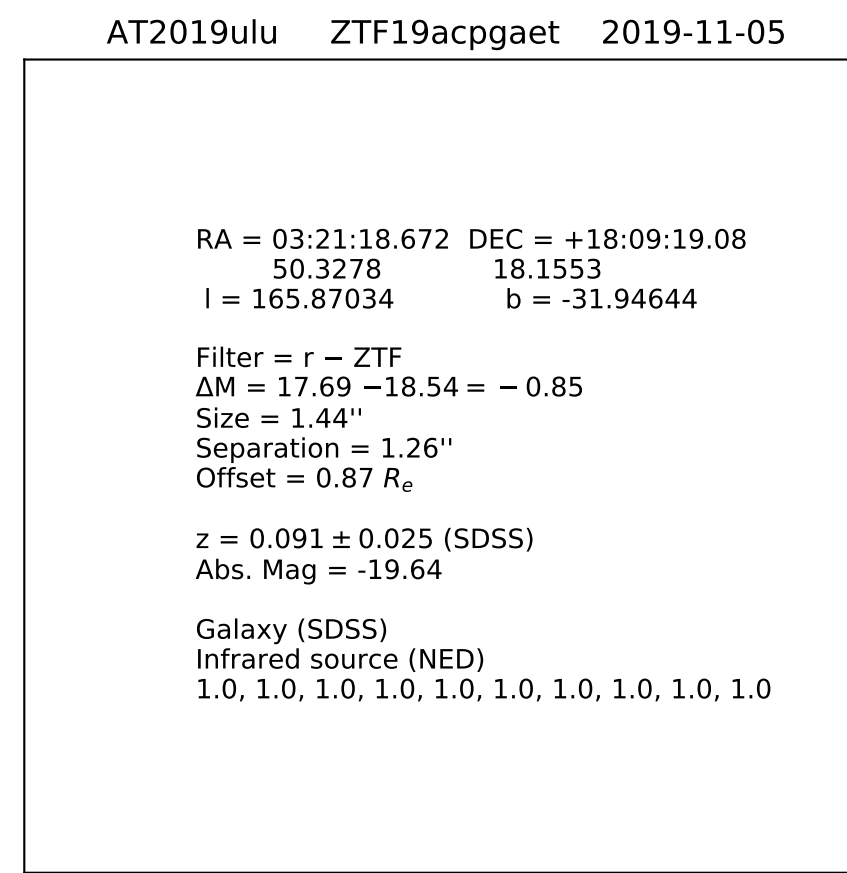 AT2019ulu ZTF19acpgaet 2019-11-05
RA = 03:21:18.672 DEC = +18:09:19.08
50.3278 18.1553
l = 165.87034 b = -31.94644
Filter = r − ZTF
ΔM = 17.69 −18.54 = − 0.85
Size = 1.44''
Separation = 1.26''
Offset = 0.87 Re
z = 0.091 ± 0.025 (SDSS)
Abs. Mag = -19.64
Galaxy (SDSS)
Infrared source (NED)
1.0, 1.0, 1.0, 1.0, 1.0, 1.0, 1.0, 1.0, 1.0, 1.0